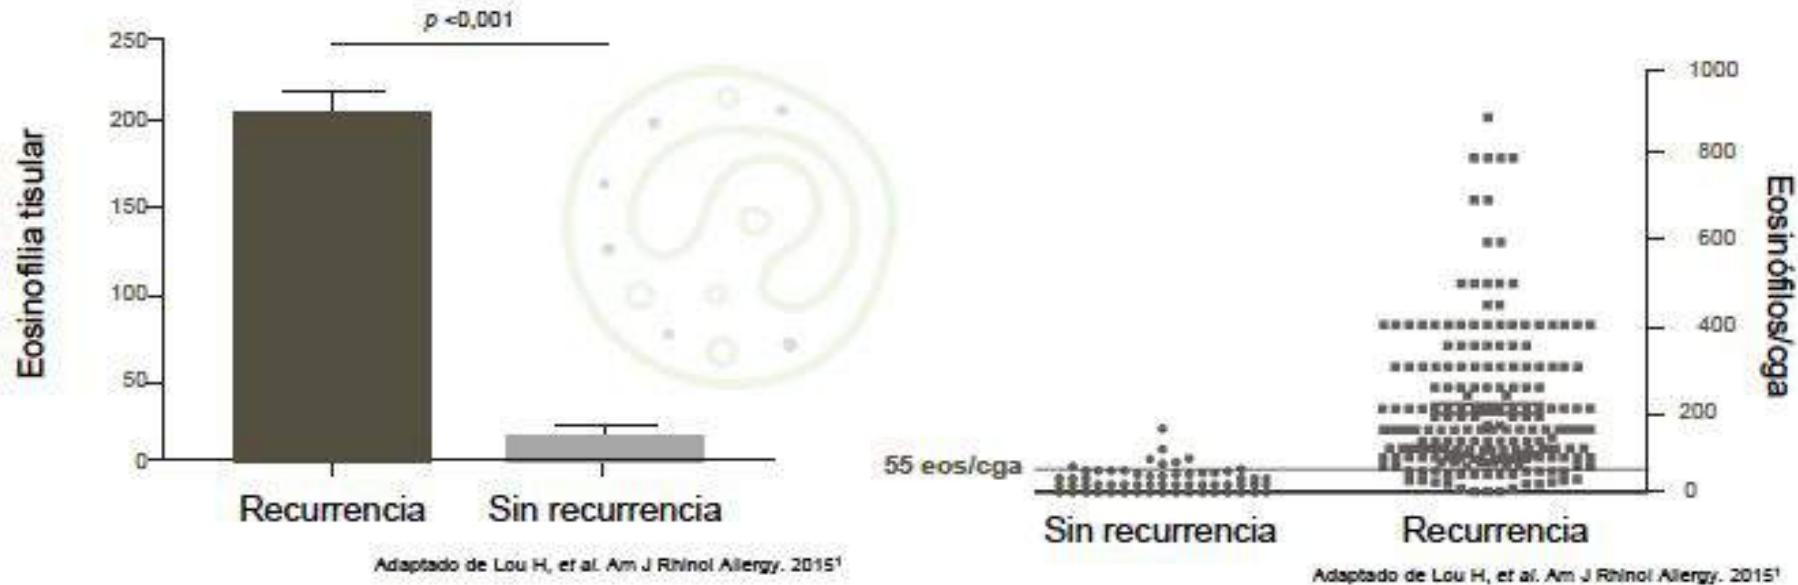 p <0,001
250
200
150
100
50
0
Eosinofilia tisular
Recurrencia
Sin recurrencia
Adaptado de Lou H, et al. Am J Rhinol Allergy. 2015¹
1000
800
600
400
200
0
Eosinófilos/cga
55 eos/cga
Sin recurrencia
Recurrencia
Adaptado de Lou H, et al. Am J Rhinol Allergy. 2015¹